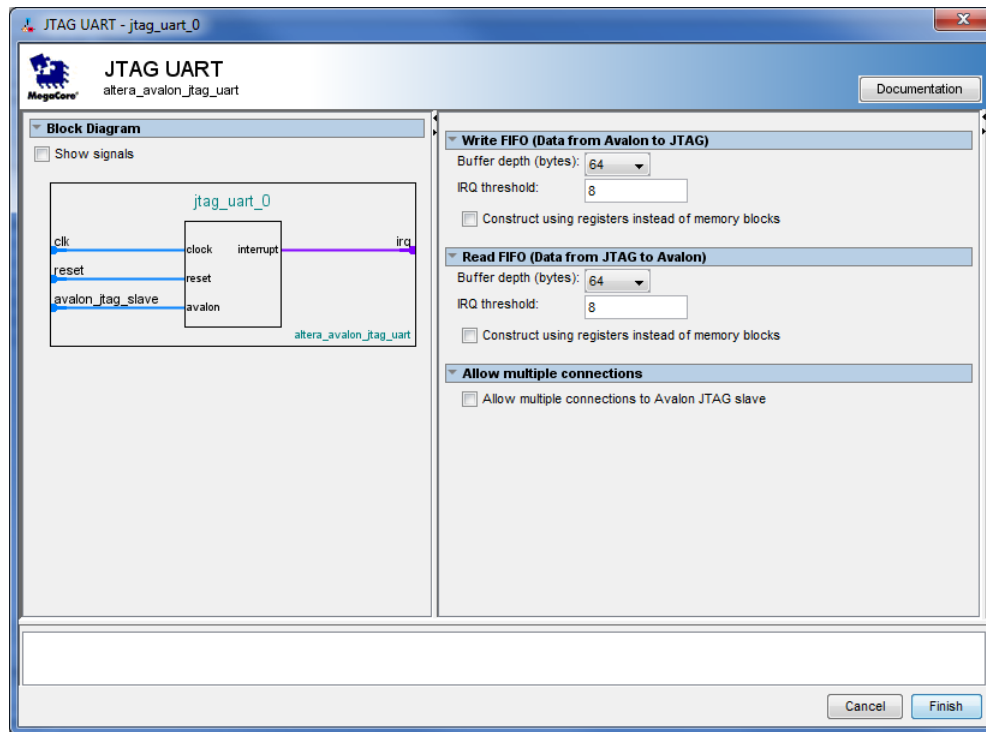 JTAG UART - jtag_uart_0
X
MegaCore'
JTAG UART
altera_avalon_jtag_uart
Documentation
Block Diagram
Show signals
jtag_uart_0
clk
clock
interrupt
irq
reset
reset
avalon_jtag_slave
avalon
altera_avalon_jtag_uart
Write FIFO (Data from Avalon to JTAG)
Buffer depth (bytes): 64
IRQ threshold: 8
Construct using registers instead of memory blocks
Read FIFO (Data from JTAG to Avalon)
Buffer depth (bytes): 64
IRQ threshold: 8
Construct using registers instead of memory blocks
Allow multiple connections
Allow multiple connections to Avalon JTAG slave
Cancel
Finish